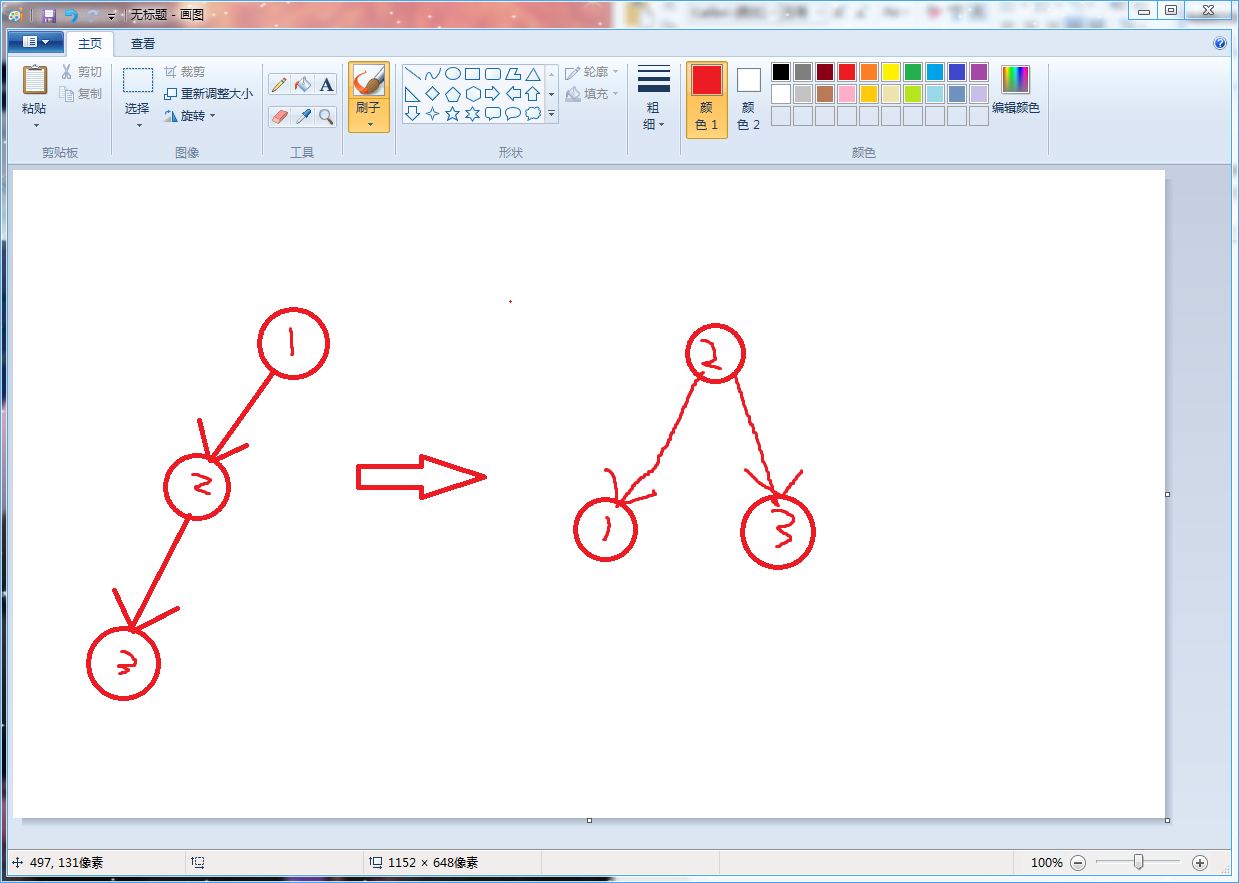 无标题 - 画图
主页 查看
粘贴
剪切
复制
剪贴板
选择
裁剪
重新调整大小
旋转
图像
A
工具
刷子
轮廓
填充
形状
粗
细
颜
色 1
颜
色 2
编辑颜色
颜色
1
2
3
2
1
3
497, 131像素
1152 × 648像素
100%